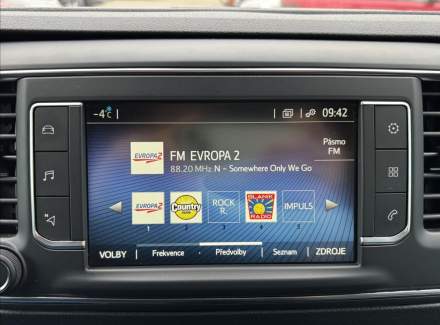 -4°C
09:42
Pásmo
FM
EVROPA 2
FM EVROPA 2
88.20 MHz N - Somewhere Only We Go
EVROPA 2
Country
ROCK R.
BLANÍK RADIO
IMPULS
1 2 3 4 5
VOLBY Frekvence Předvolby Seznam ZDROJE